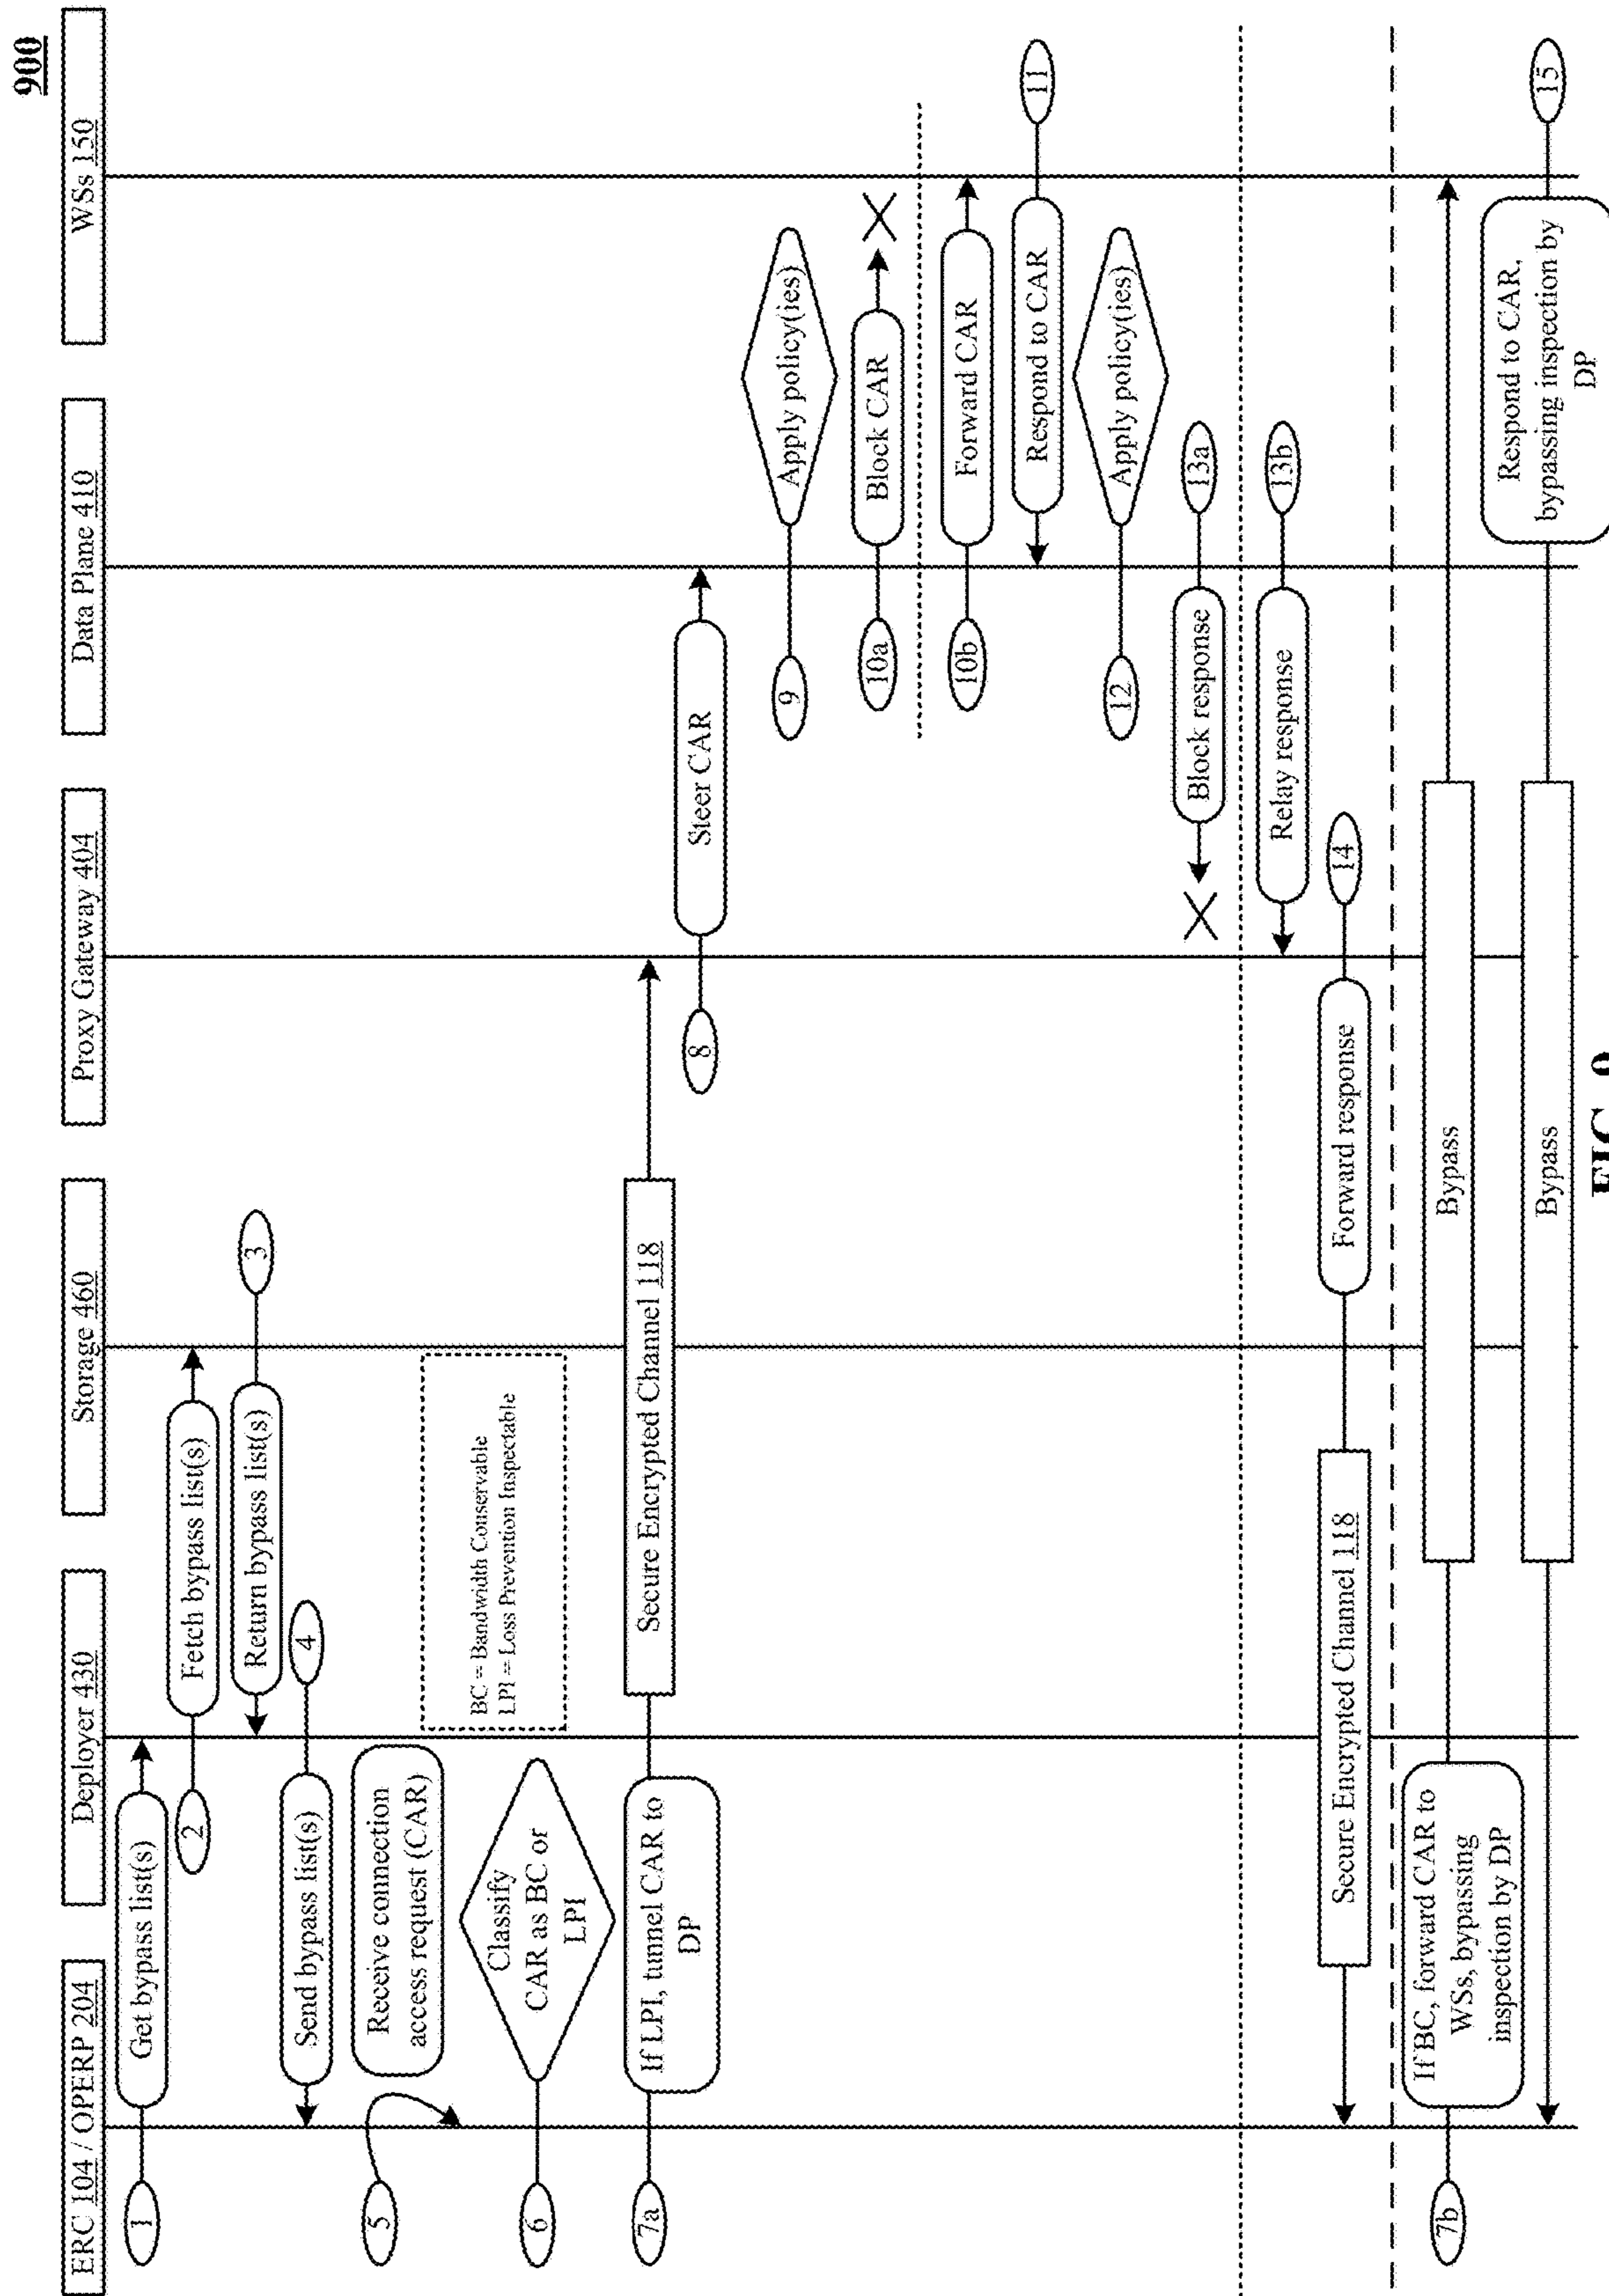 900
ERC 104 / OPERP 204
Deployer 430
Storage 460
Proxy Gateway 404
Data Plane 410
WSs 150
1
Get bypass list(s)
2
Fetch bypass list(s)
Return bypass list(s)
3
Send bypass list(s)
4
5
Receive connection
access request (CAR)
BC = Bandwidth Conservable
LPI = Loss Prevention Inspectable
6
Classify
CAR as BC or
LPI
7a
If LPI, tunnel CAR to
DP
Secure Encrypted Channel 118
8
Steer CAR
9
Apply policy(ies)
10a
Block CAR
10b
Forward CAR
Respond to CAR
11
12
Apply policy(ies)
Block response
13a
Relay response
13b
Secure Encrypted Channel 118
Forward response
14
7b
If BC, forward CAR to
WSs, bypassing
inspection by DP
Bypass
Bypass
Respond to CAR,
bypassing inspection by
DP
15
FIG. 9